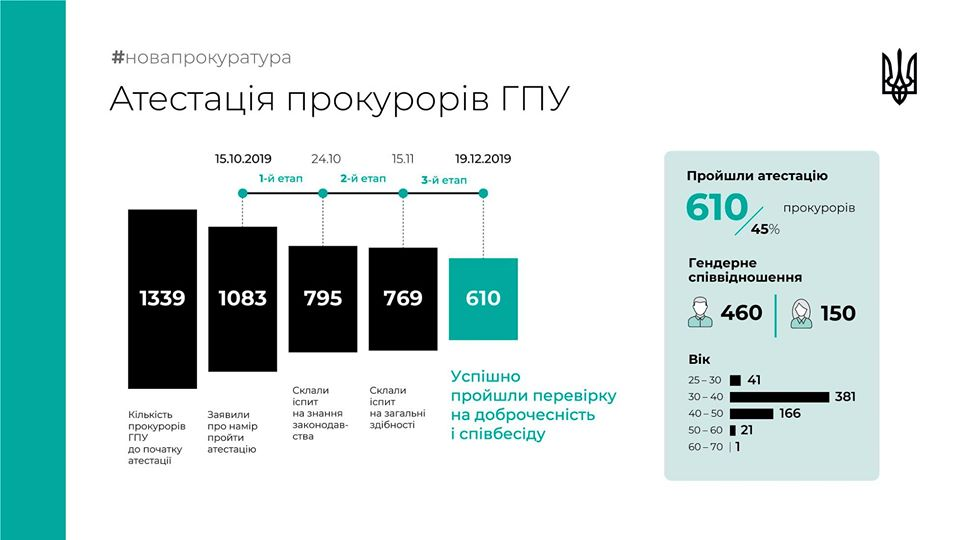 #новапрокуратура
Атестація прокурорів ГПУ
15.10.2019
24.10
15.11
19.12.2019
1-й етап
2-й етап
3-й етап
1339
1083
795
769
610
Кількість
прокурорів
ГПУ
до початку
атестації
Заявили
про намір
пройти
атестацію
Склали
іспит
на знання
законодав-
ства
Склали
іспит
на загальні
здібності
Успішно
пройшли перевірку
на доброчесність
і співбесіду
Пройшли атестацію
610 прокурорів
45%
Гендерне
співвідношення
460
150
Вік
25 – 30 41
30 – 40 381
40 – 50 166
50 – 60 21
60 – 70 1